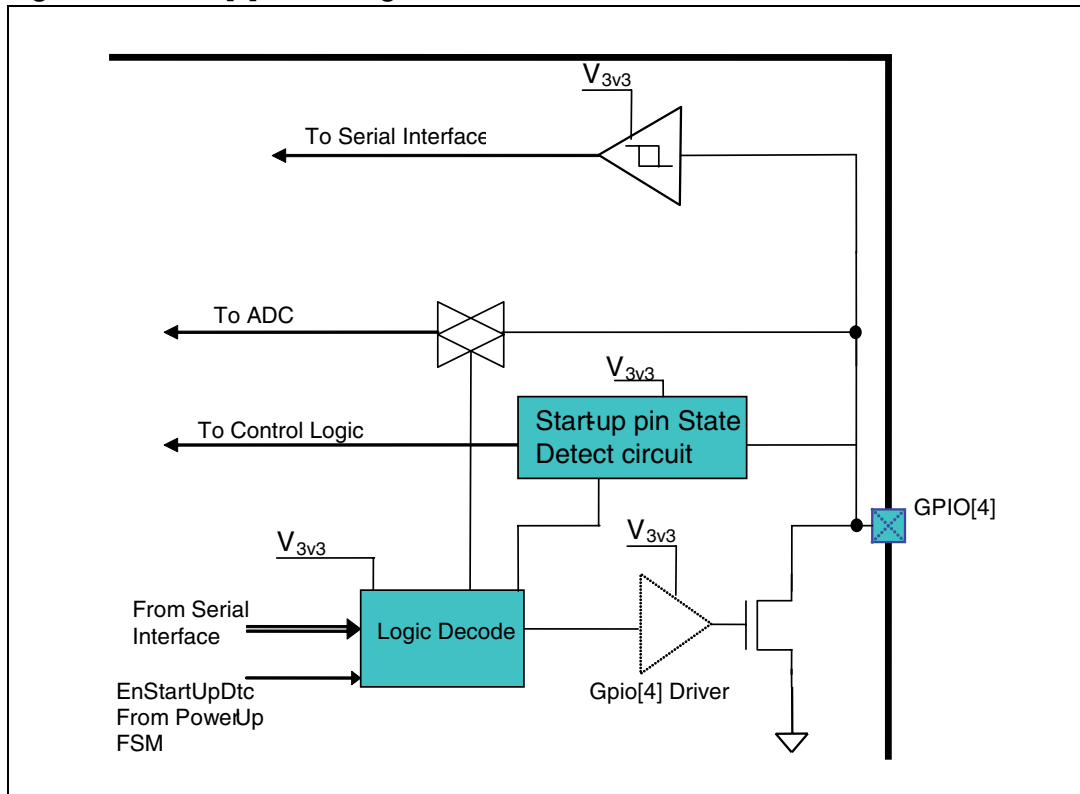 V3v3
To Serial Interface
To ADC
V3v3
Start-up pin State
Detect circuit
To Control Logic
GPIO[4]
V3v3
V3v3
From Serial
Interface
Logic Decode
EnStartUpDtc
From PowerUp
FSM
Gpio[4] Driver